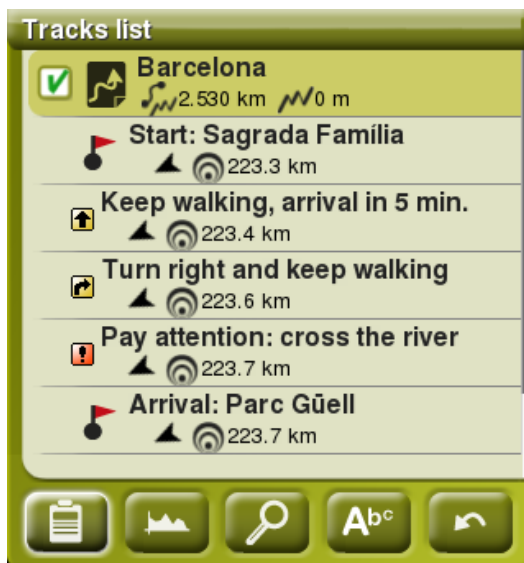 Tracks list
Barcelona
2.530 km 0 m
Start: Sagrada Família
223.3 km
Keep walking, arrival in 5 min.
223.4 km
Turn right and keep walking
223.6 km
Pay attention: cross the river
223.7 km
Arrival: Parc Gūell
223.7 km
Abc